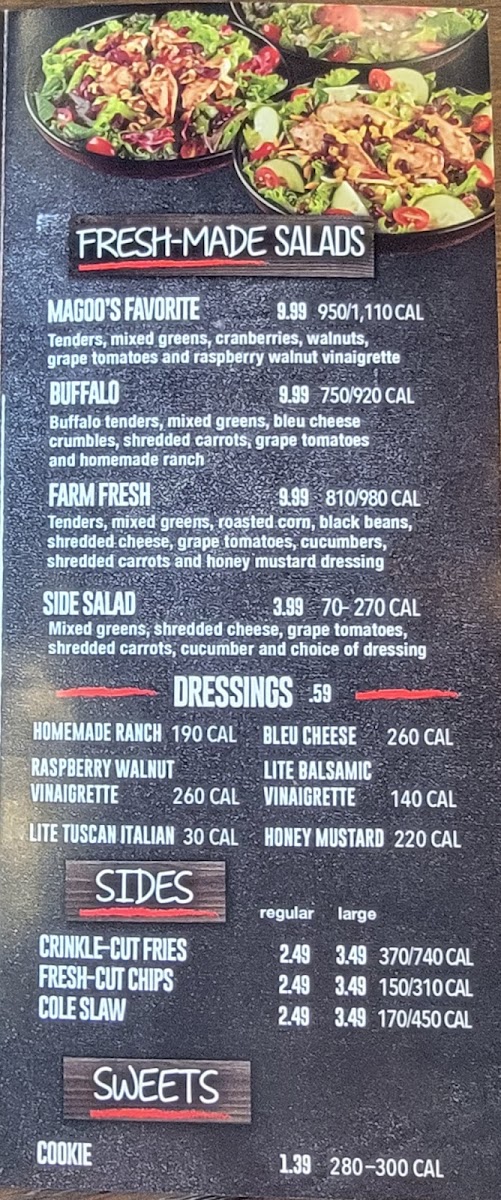 FRESH-MADE SALADS
MAGOO'S FAVORITE 9.99 950/1,110 CAL
Tenders, mixed greens, cranberries, walnuts,
grape tomatoes and raspberry walnut vinaigrette
BUFFALO 9.99 750/920 CAL
Buffalo tenders, mixed greens, bleu cheese
crumbles, shredded carrots, grape tomatoes
and homemade ranch
FARM FRESH 9.99 810/980 CAL
Tenders, mixed greens, roasted corn, black beans,
shredded cheese, grape tomatoes, cucumbers,
shredded carrots and honey mustard dressing
SIDE SALAD 3.99 70- 270 CAL
Mixed greens, shredded cheese, grape tomatoes,
shredded carrots, cucumber and choice of dressing
DRESSINGS .59
HOMEMADE RANCH 190 CAL BLEU CHEESE 260 CAL
RASPBERRY WALNUT LITE BALSAMIC
VINAIGRETTE 260 CAL VINAIGRETTE 140 CAL
LITE TUSCAN ITALIAN 30 CAL HONEY MUSTARD 220 CAL
SIDES
regular large
CRINKLE-CUT FRIES 2.49 3.49 370/740 CAL
FRESH-CUT CHIPS 2.49 3.49 150/310 CAL
COLE SLAW 2.49 3.49 170/450 CAL
SWEETS
COOKIE 1.39 280-300 CAL